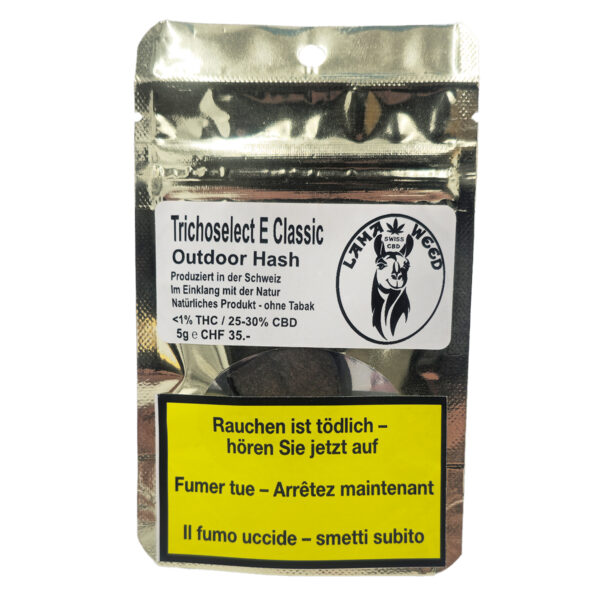 Trichoselect E Classic
Outdoor Hash
Produziert in der Schweiz
Im Einklang mit der Natur
Natürliches Produkt - ohne Tabak
<1% THC / 25-30% CBD
5g ℮ CHF 35.-
LAMA WEED
SWISS
CBD
Rauchen ist tödlich –
hören Sie jetzt auf
Fumer tue – Arrêtez maintenant
Il fumo uccide – smetti subito